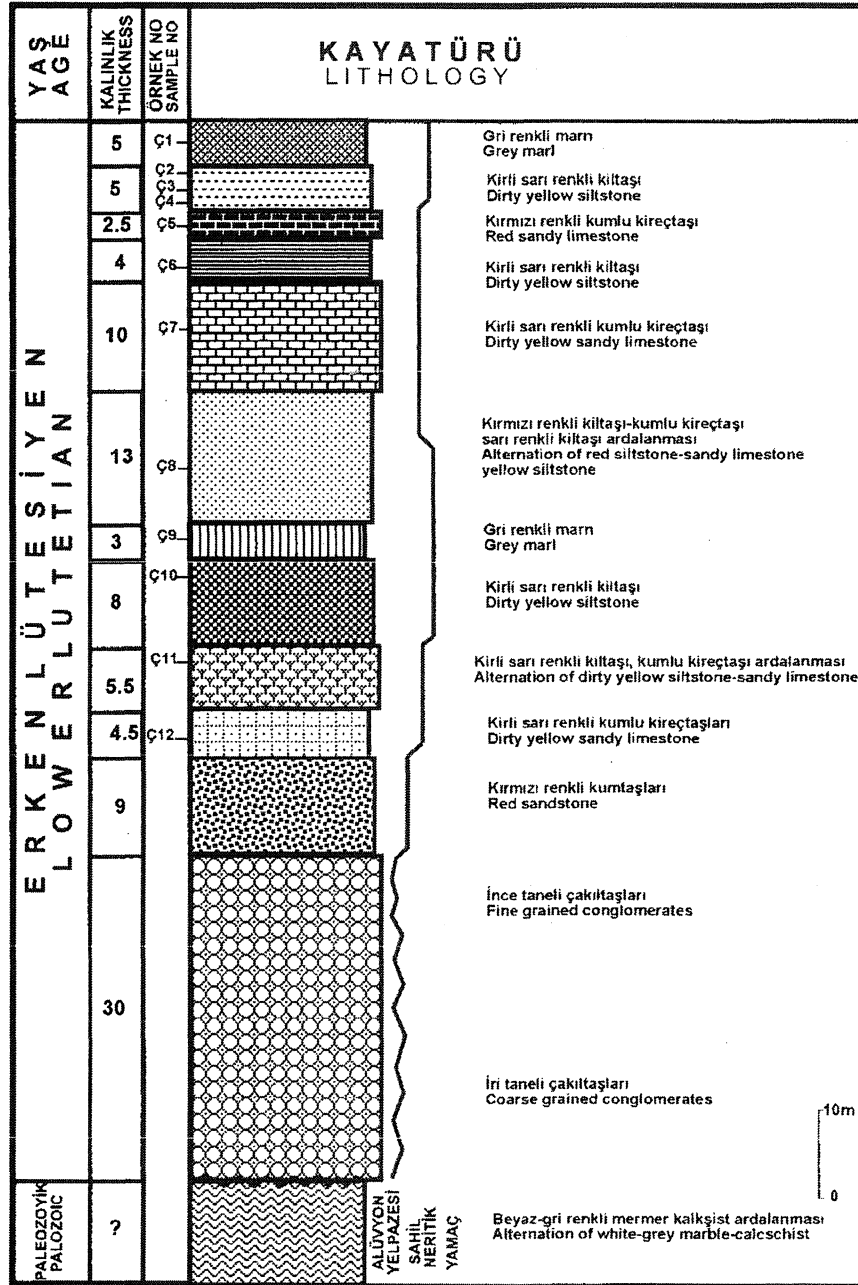 YAŞ
AGE
KALINLIK
THICKNESS
ÖRNEK NO
SAMPLE NO
KAYATÜRÜ
LITHOLOGY
ERKEN LÜTESİYEN
LOWER LUTETIAN
5
Ç1
Gri renkli marn
Grey marl
5
Ç2
Ç3
Ç4
Kirli sarı renkli kiltaşı
Dirty yellow siltstone
2.5
Ç5
Kırmızı renkli kumlu kireçtaşı
Red sandy limestone
4
Ç6
Kirli sarı renkli kiltaşı
Dirty yellow siltstone
10
Ç7
Kirli sarı renkli kumlu kireçtaşı
Dirty yellow sandy limestone
13
Ç8
Kırmızı renkli kiltaşı-kumlu kireçtaşı
sarı renkli kiltaşı ardalanması
Alternation of red siltstone-sandy limestone
yellow siltstone
3
Ç9
Gri renkli marn
Grey marl
8
Ç10
Kirli sarı renkli kiltaşı
Dirty yellow siltstone
5.5
Ç11
Kirli sarı renkli kiltaşı, kumlu kireçtaşı ardalanması
Alternation of dirty yellow siltstone-sandy limestone
4.5
Ç12
Kirli sarı renkli kumlu kireçtaşları
Dirty yellow sandy limestone
9
Kırmızı renkli kumtaşları
Red sandstone
30
İnce taneli çakıltaşları
Fine grained conglomerates
İri taneli çakıltaşları
Coarse grained conglomerates
10m
0
PALEOZOYİK
PALOZOIC
?
ALÜVYON
YELPAZESİ
SAHİL
NERİTİK
YAMAÇ
Beyaz-gri renkli mermer kalkşist ardalanması
Alternation of white-grey marble-calcschist